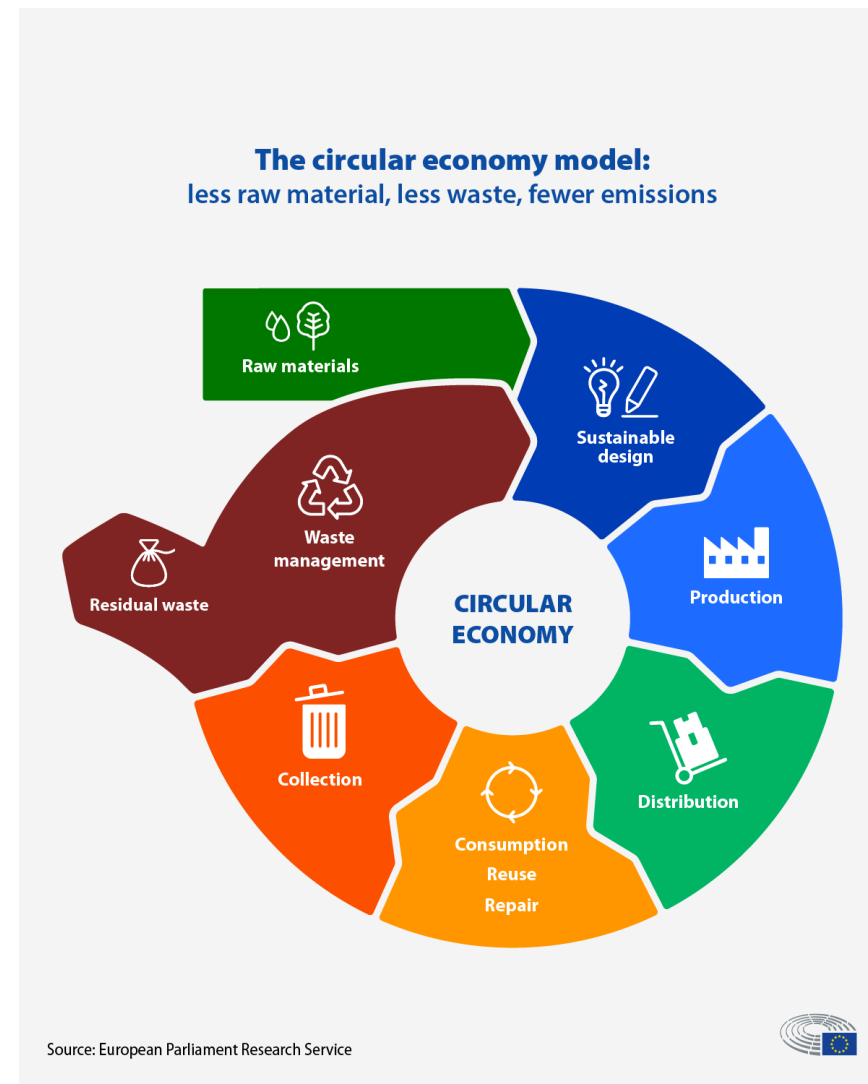 The circular economy model:
less raw material, less waste, fewer emissions
Raw materials
Sustainable
design
Production
Distribution
Consumption
Reuse
Repair
Collection
Waste
management
Residual waste
CIRCULAR
ECONOMY
Source: European Parliament Research Service